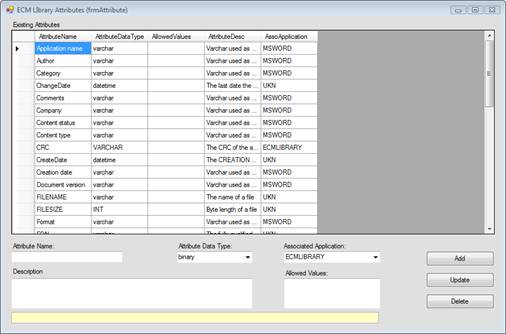 ECM LIbrary Attributes (frmAttribute)
Existing Attributes
AttributeName AttributeDataType AllowedValues AttributeDesc AssoApplication
Application name varchar Varchar used as ... MSWORD
Author varchar Varchar used as ... MSWORD
Category varchar Varchar used as ... MSWORD
ChangeDate datetime The last date the ... UKN
Comments varchar Varchar used as ... MSWORD
Company varchar Varchar used as ... MSWORD
Content status varchar Varchar used as ... MSWORD
Content type varchar Varchar used as ... MSWORD
CRC VARCHAR The CRC of the a... ECMLIBRARY
CreateDate datetime The CREATION ... UKN
Creation date varchar Varchar used as ... MSWORD
Document version varchar Varchar used as ... MSWORD
FILENAME varchar The name of a file UKN
FILESIZE INT Byte length of a file UKN
Format varchar Varchar used as ... MSWORD
varchar UKN
Attribute Name: Attribute Data Type: Associated Application:
binary ECMLIBRARY Add
Description Allowed Values: Update
Delete